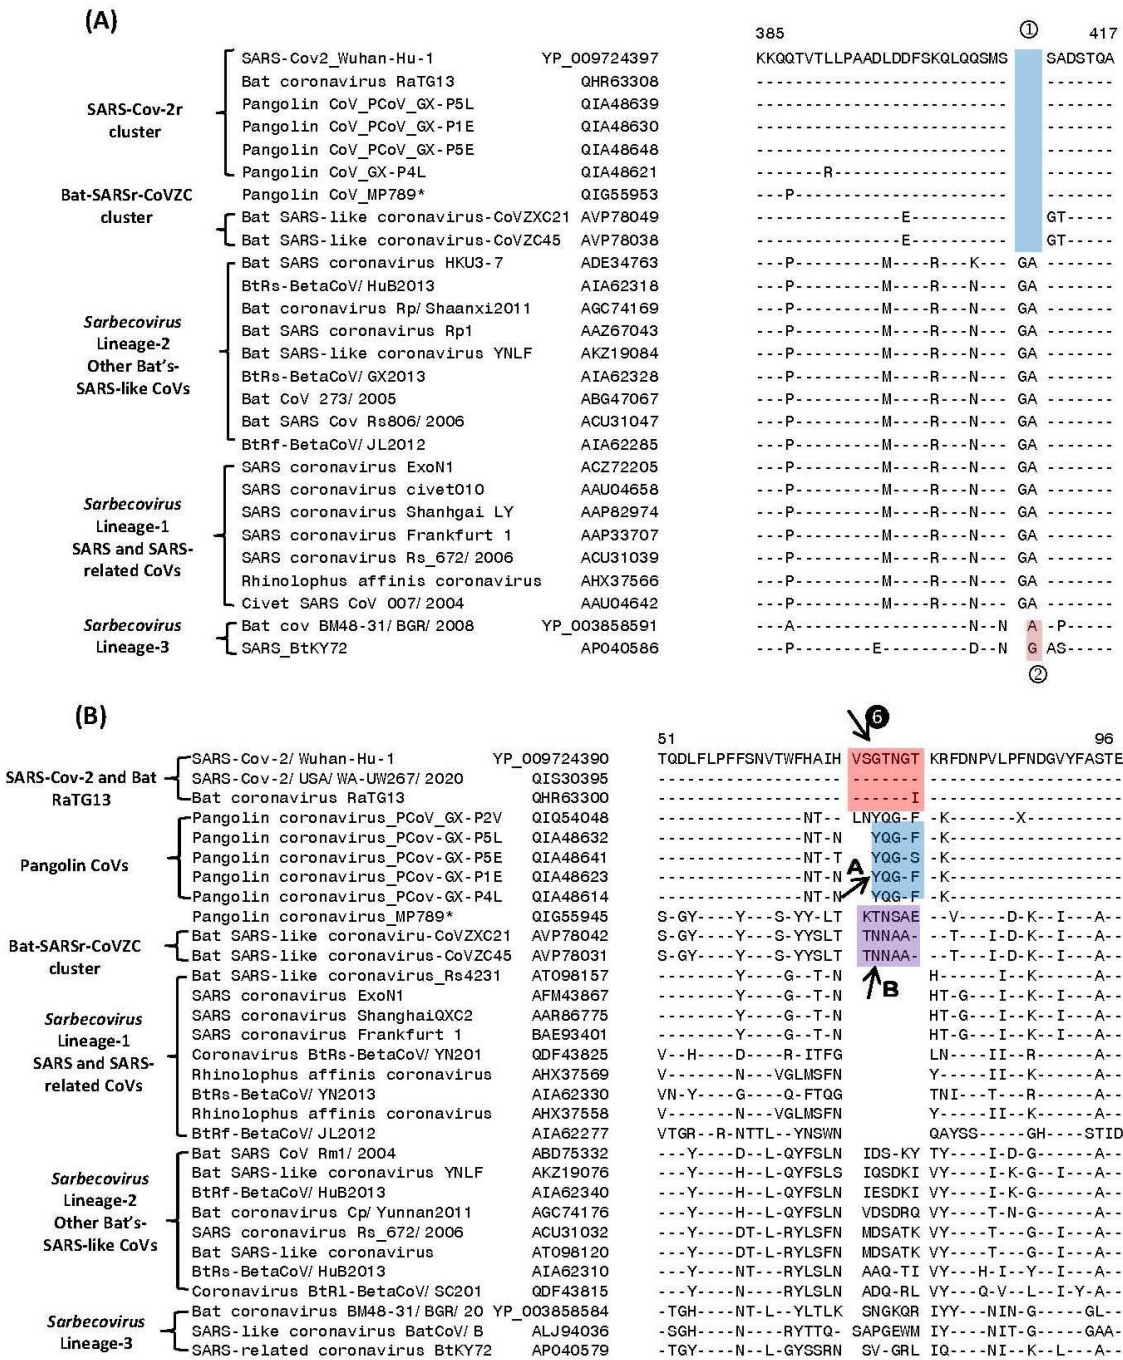 (A)
385 ① 417
SARS-Cov2_Wuhan-Hu-1 YP_009724397 KKQQTVTLLPAADLDDFSKQLQQSMS SADSTQA
Bat coronavirus RaTG13 QHR63308 -------------------------- -------
SARS-Cov-2r cluster
Pangolin CoV_PCoV_GX-P5L QIA48639 -------------------------- -------
Pangolin CoV_PCoV_GX-P1E QIA48630 -------------------------- -------
Pangolin CoV_PCoV_GX-P5E QIA48648 -------------------------- -------
Pangolin CoV_GX-P4L QIA48621 -------R------------------ -------
Bat-SARSr-CoVZC cluster
Pangolin CoV_MP789* QIG55953 ---P---------------------- -------
Bat SARS-like coronavirus-CoVZXC21 AVP78049 ---------------E---------- GT-----
Bat SARS-like coronavirus-CoVZC45 AVP78038 ---------------E---------- GT-----
Bat SARS coronavirus HKU3-7 ADE34763 ---P---------M----R---K--- GA -------
BtRs-BetaCoV/HuB2013 AIA62318 ---P---------M----R---N--- GA -------
Sarbecovirus
Lineage-2
Other Bat's-
SARS-like CoVs
Bat coronavirus Rp/Shaanxi2011 AGC74169 ---P---------M----R---N--- GA -------
Bat SARS coronavirus Rp1 AAZ67043 ---P---------M----R---N--- GA -------
Bat SARS-like coronavirus YNLF AKZ19084 ---P---------M----R---N--- GA -------
BtRs-BetaCoV/GX2013 AIA62328 ---P---------M----R---N--- GA -------
Bat CoV 273/2005 ABG47067 ---P---------M----R---N--- GA -------
Bat SARS Cov Rs806/2006 ACU31047 ---P---------M----R---N--- GA -------
BtRf-BetaCoV/JL2012 AIA62285 ---P---------M----R---N--- GA -------
SARS coronavirus ExoN1 ACZ72205 ---P---------M----R---N--- GA -------
SARS coronavirus civet010 AAU04658 ---P---------M----R---N--- GA -------
Sarbecovirus
Lineage-1
SARS and SARS-
related CoVs
SARS coronavirus Shanhgai LY AAP82974 ---P---------M----R---N--- GA -------
SARS coronavirus Frankfurt 1 AAP33707 ---P---------M----R---N--- GA -------
SARS coronavirus Rs_672/2006 ACU31039 ---P---------M----R---N--- GA -------
Rhinolophus affinis coronavirus AHX37566 ---P---------M----R---N--- GA -------
Civet SARS CoV 007/2004 AAU04642 ---P---------M----R---N--- GA -------
Sarbecovirus
Lineage-3
Bat cov BM48-31/BGR/2008 YP_003858591 ---A-------------------N--N A -P-----
SARS_BtKY72 AP040586 ---P--------E----------D--N G AS-----
②
(B)
51 ❻ 96
SARS-Cov-2/Wuhan-Hu-1 YP_009724390 TQDLFLPFFSNVTWFHAIH VSGTNGT KRFDNPVLPFNDGVYFASTE
SARS-Cov-2 and Bat
RaTG13
SARS-Cov-2/USA/WA-UW267/2020 QIS30395 ------------------- ------- --------------------
Bat coronavirus RaTG13 QHR63300 ------------------- ------I --------------------
Pangolin CoVs
Pangolin coronavirus_PCoV_GX-P2V QIQ54048 ----------------NT-- LNYQG-F -K---------X---------
Pangolin coronavirus_PCov-GX-P5L QIA48632 ----------------NT-N YQG-F -K------------------
Pangolin coronavirus_PCov-GX-P5E QIA48641 ----------------NT-T YQG-S -K------------------
Pangolin coronavirus_PCov-GX-P1E QIA48623 ----------------NT-N A YQG-F -K------------------
Pangolin coronavirus_PCov-GX-P4L QIA48614 ----------------NT-N YQG-F -K------------------
Pangolin coronavirus_MP789* QIG55945 S-GY----Y---S-YY-LT KTNSAE --V-----D-K--I---A--
Bat-SARSr-CoVZC
cluster
Bat SARS-like coronaviru-CoVZXC21 AVP78042 S-GY----Y---S-YYSLT TNNAA- --T---I-D-K--I---A--
Bat SARS-like coronavirus-CoVZC45 AVP78031 S-GY----Y---S-YYSLT TNNAA- --T---I-D-K--I---A--
B
Bat SARS-like coronavirus_Rs4231 AT098157 --------Y----G--T-N H------I--K--I---A--
SARS coronavirus ExoN1 AFM43867 --------Y----G--T-N HT-G---I--K--I---A--
Sarbecovirus
Lineage-1
SARS and SARS-
related CoVs
SARS coronavirus ShanghaiQXC2 AAR86775 --------Y----G--T-N HT-G---I--K--I---A--
SARS coronavirus Frankfurt 1 BAE93401 --------Y----G--T-N HT-G---I--K--I---A--
Coronavirus BtRs-BetaCoV/YN201 QDF43825 V--H----D----R-ITFG LN----II--R------A--
Rhinolophus affinis coronavirus AHX37569 V-------N---VGLMSFN Y-----II--K------A--
BtRs-BetaCoV/YN2013 AIA62330 VN-Y----G----Q-FTQG TNI---T---R------A--
Rhinolophus affinis coronavirus AHX37558 V-------N---VGLMSFN Y-----II--K------A--
BtRf-BetaCoV/JL2012 AIA62277 VTGR--R-NTTL--YNSWN QAYSS-----GH---STID
Bat SARS CoV Rm1/2004 ABD75332 ---Y----D--L-QYFSLN IDS-KY TY----I-D-G------A--
Sarbecovirus
Lineage-2
Other Bat's-
SARS-like CoVs
Bat SARS-like coronavirus YNLF AKZ19076 ---Y----H--L-QYFSLS IQSDKI VY----I-K-G--I---A--
BtRf-BetaCoV/HuB2013 AIA62340 ---Y----H--L-QYFSLN IESDKI VY----I-K-G------A--
Bat coronavirus Cp/Yunnan2011 AGC74176 ---Y----H--L-QYFSLN VDSDRQ VY----T-N-G------A--
SARS coronavirus Rs_672/2006 ACU31032 ---Y----DT-L-RYLSFN MDSATK VY----T---G--I---A--
Bat SARS-like coronavirus AT098120 ---Y----DT-L-RYLSFN MDSATK VY----T---G--I---A--
BtRs-BetaCoV/HuB2013 AIA62310 ---Y----NT---RYLSLN AAQ-TI VY---H-I---Y--I---A--
Coronavirus BtRl-BetaCoV/SC201 QDF43815 ---Y----N--L-RYLSLN ADQ-RL VY---Q-V--L--I-Y-A--
Sarbecovirus
Lineage-3
Bat coronavirus BM48-31/BGR/20 YP_003858584 -TGH----NT-L--YLTLK SNGKQR IYY--NIN-G-----GL--
SARS-like coronavirus BatCoV/B ALJ94036 -SGH----N----RYTTQ- SAPGEWM IY---NIT-G-----GAA-
SARS-related coronavirus BtKY72 AP040579 -TGY----N--L-GYSSRN SV-GRL IQ----NI-K--L---A--